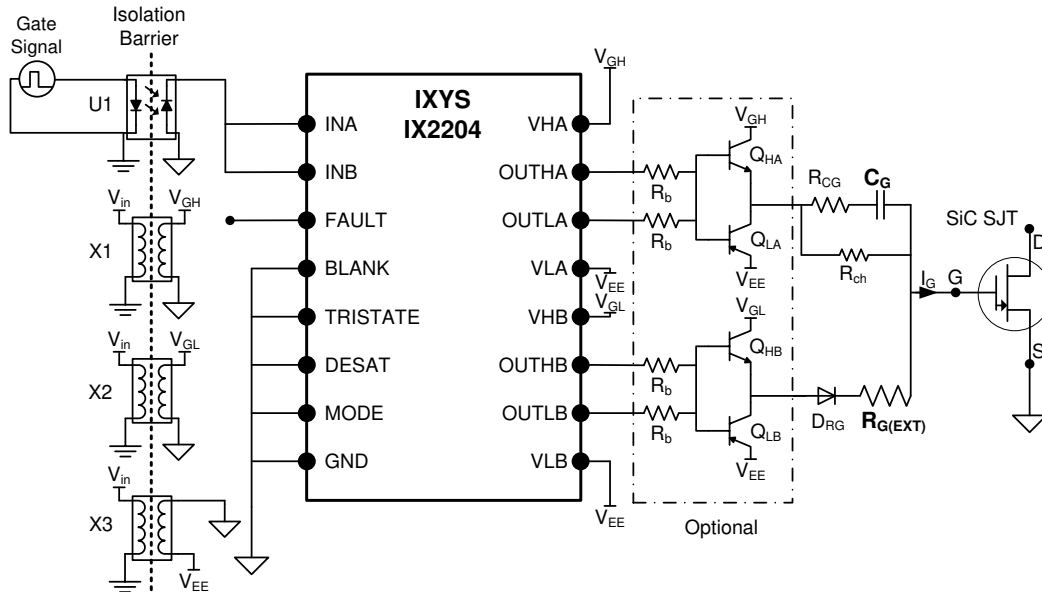 Gate
Signal
Isolation
Barrier
U1
V_in
V_GH
X1
V_in
V_GL
X2
V_in
X3
V_EE
IXYS
IX2204
INA
INB
FAULT
BLANK
TRISTATE
DESAT
MODE
GND
VHA
OUTHA
OUTLA
VLA
VHB
OUTHB
OUTLB
VLB
V_GH
V_EE
V_GL
V_EE
R_b
R_b
R_b
R_b
V_GH
Q_HA
Q_LA
V_EE
V_GL
Q_HB
Q_LB
V_EE
Optional
R_CG
C_G
R_ch
D_RG
R_G(EXT)
I_G
G
SiC SJT
D
S